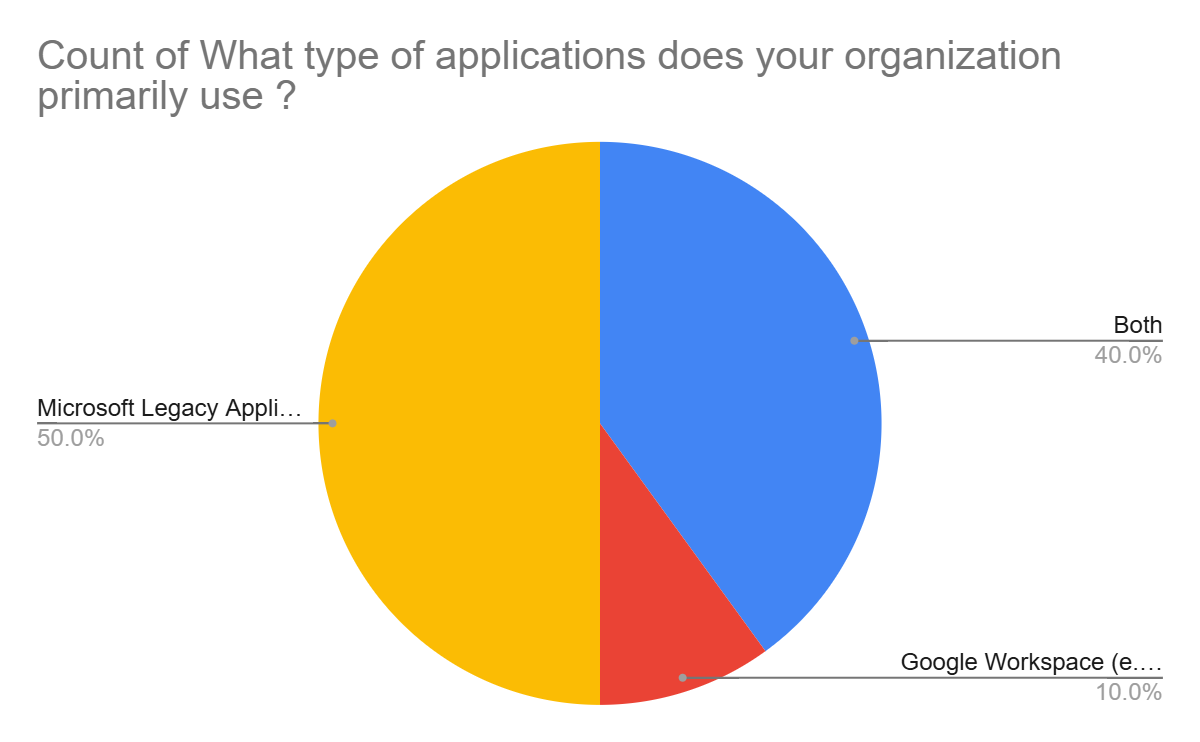 Count of What type of applications does your organization
primarily use ?
Both
40.0%
Microsoft Legacy Appli…
50.0%
Google Workspace (e.…
10.0%